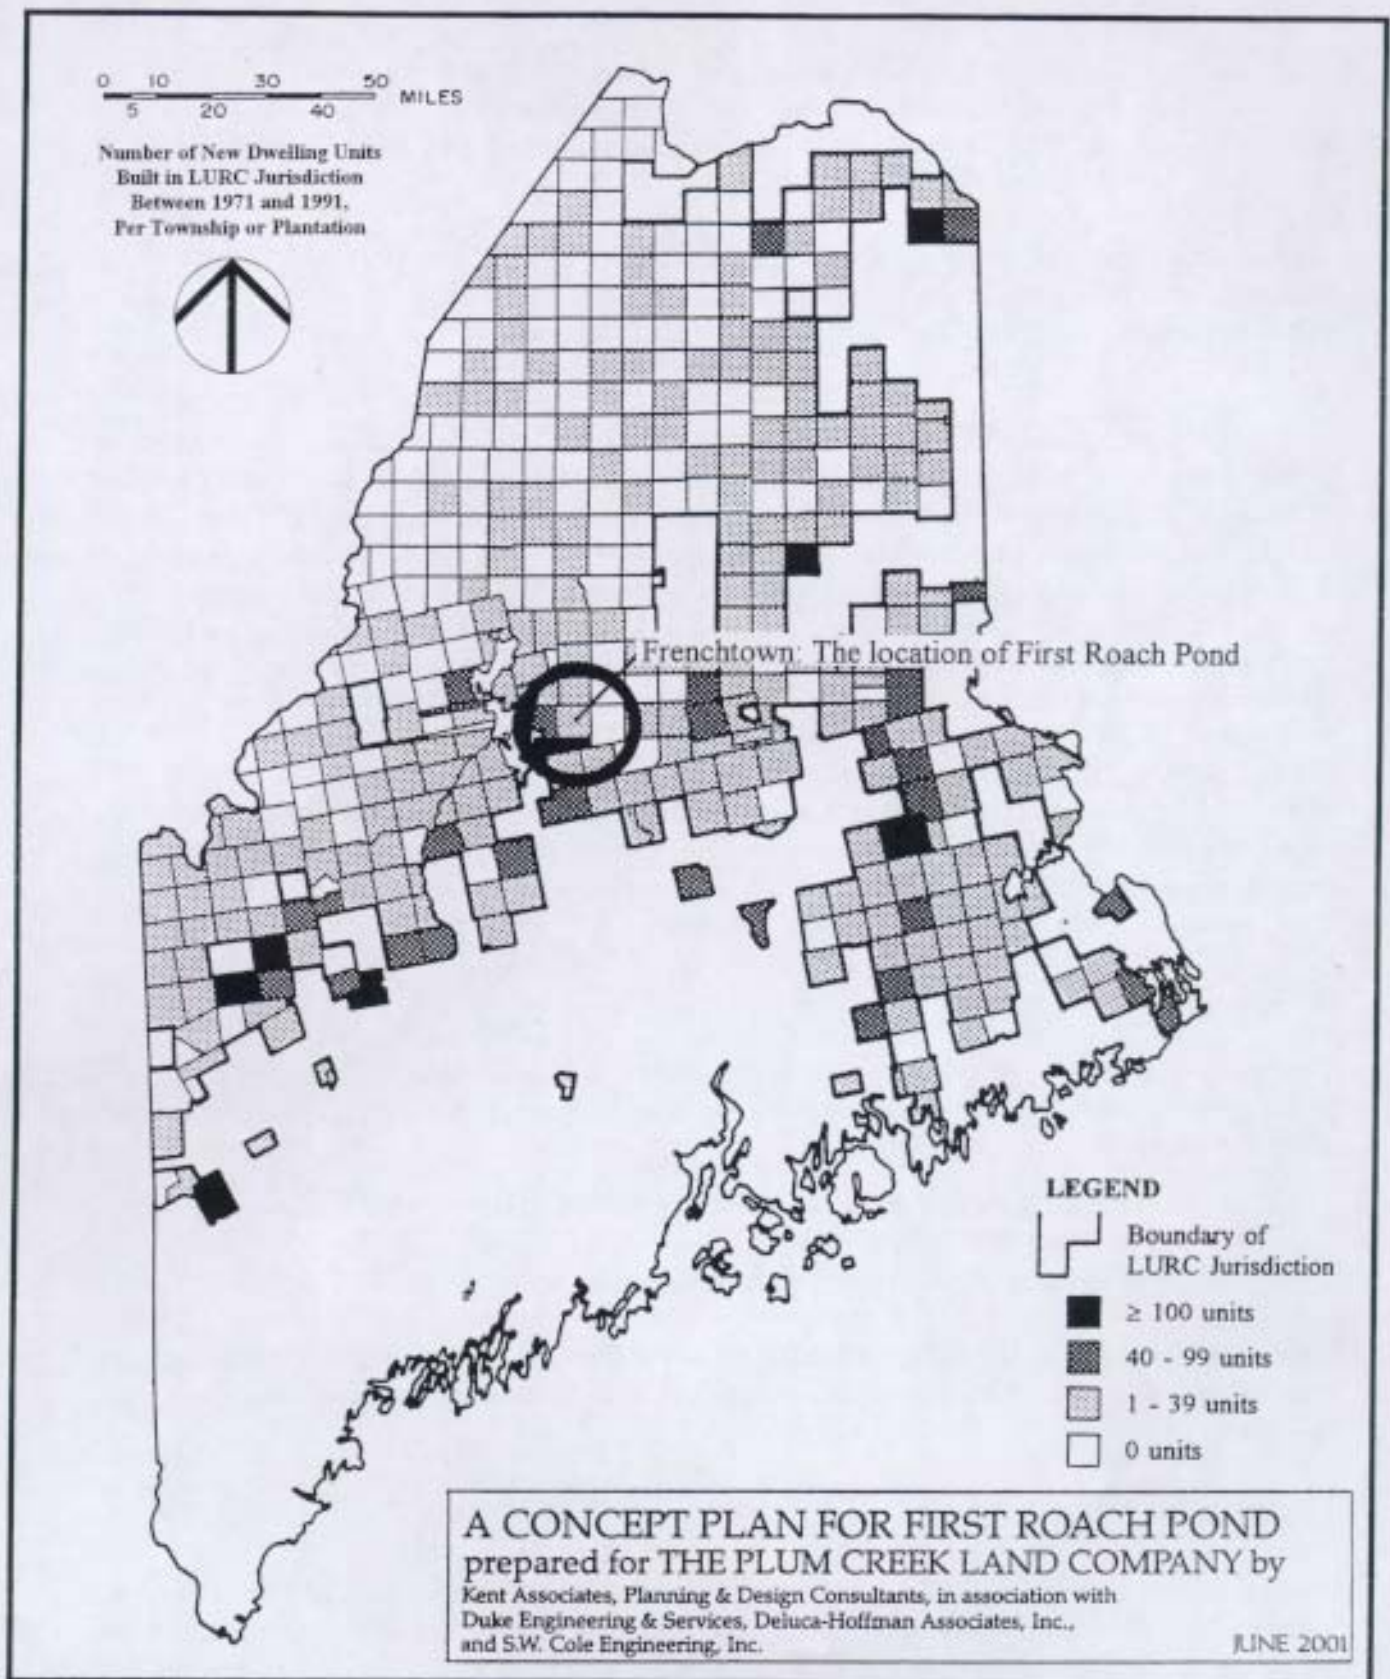 0 10 30 50
5 20 40 MILES
Number of New Dwelling Units
Built in LURC Jurisdiction
Between 1971 and 1991,
Per Township or Plantation
Frenchtown: The location of First Roach Pond
LEGEND
Boundary of
LURC Jurisdiction
≥ 100 units
40 - 99 units
1 - 39 units
0 units
A CONCEPT PLAN FOR FIRST ROACH POND
prepared for THE PLUM CREEK LAND COMPANY by
Kent Associates, Planning & Design Consultants, in association with
Duke Engineering & Services, Deluca-Hoffman Associates, Inc.,
and S.W. Cole Engineering, Inc.
JUNE 2001